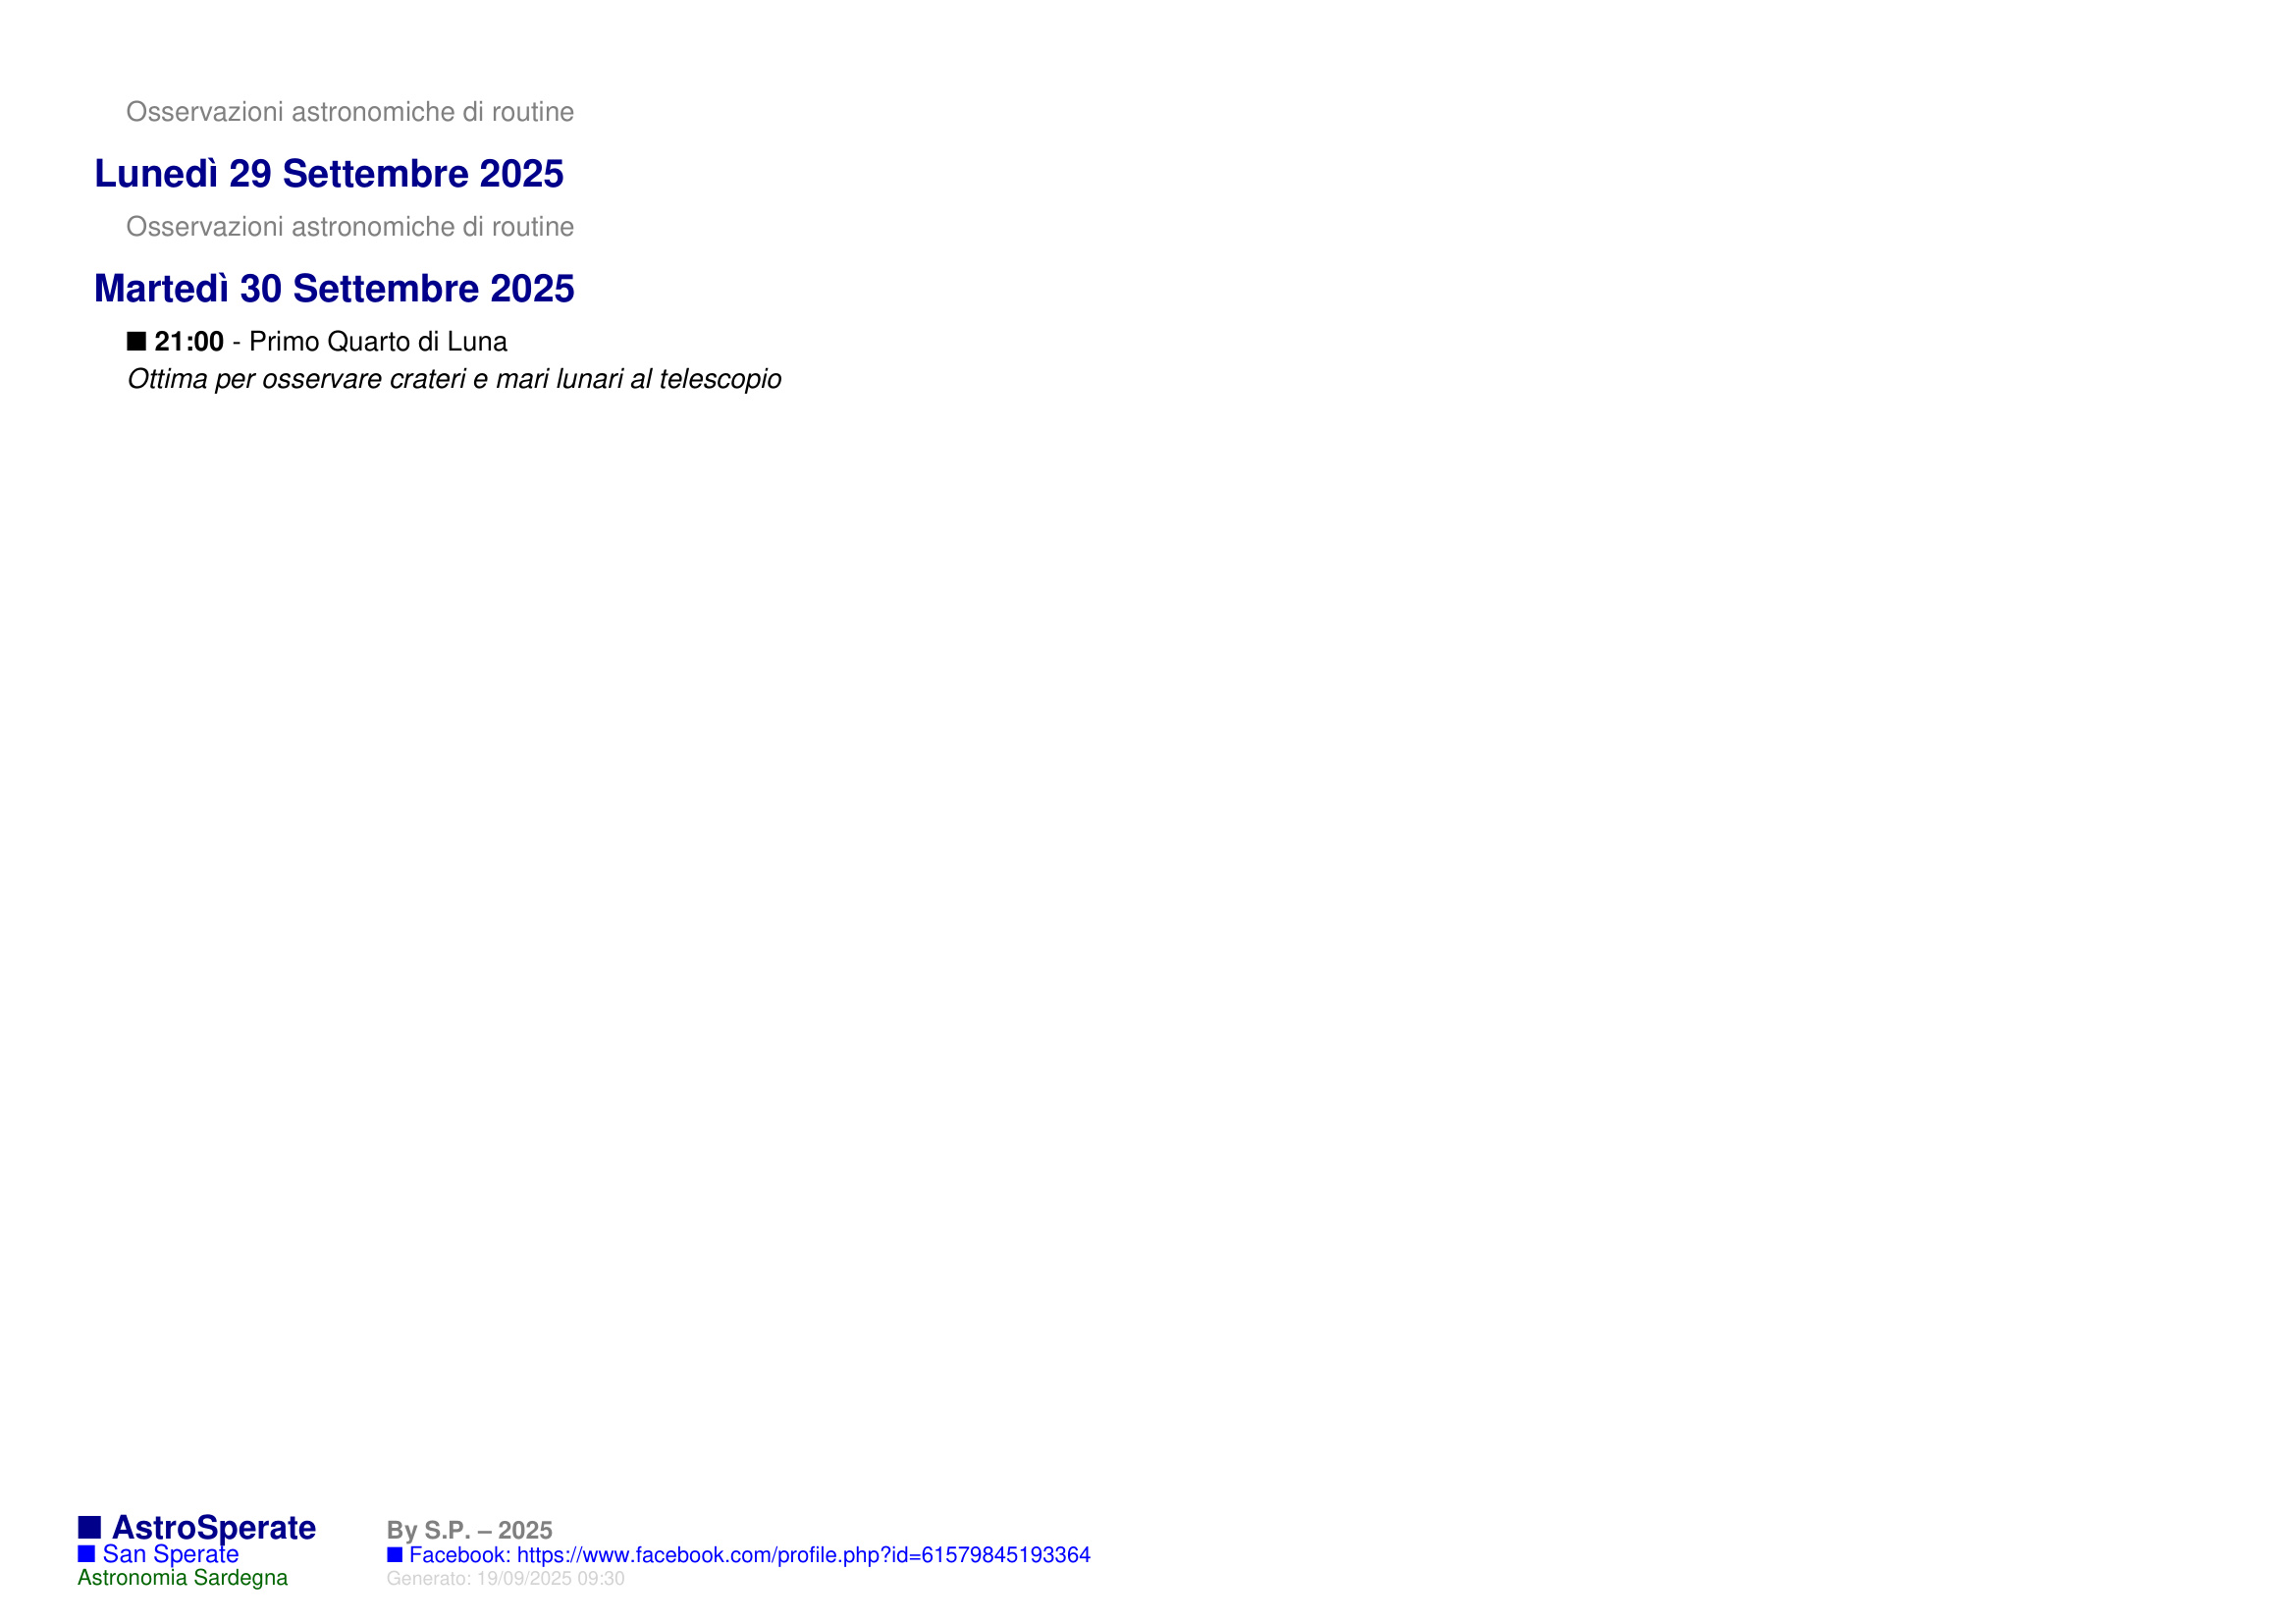 Osservazioni astronomiche di routine
Lunedì 29 Settembre 2025
Osservazioni astronomiche di routine
Martedì 30 Settembre 2025
■ 21:00 - Primo Quarto di Luna
Ottima per osservare crateri e mari lunari al telescopio
■ AstroSperate
■ San Sperate
Astronomia Sardegna
By S.P. – 2025
■ Facebook: https://www.facebook.com/profile.php?id=61579845193364
Generato: 19/09/2025 09:30